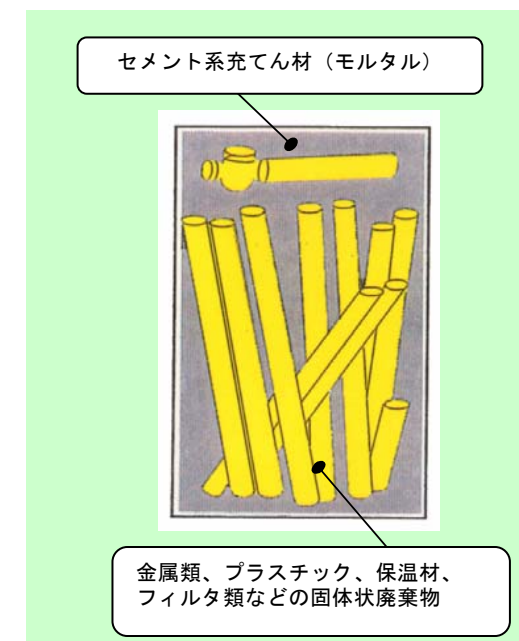 セメント系充てん材（モルタル）
金属類、プラスチック、保温材、
フィルタ類などの固体状廃棄物